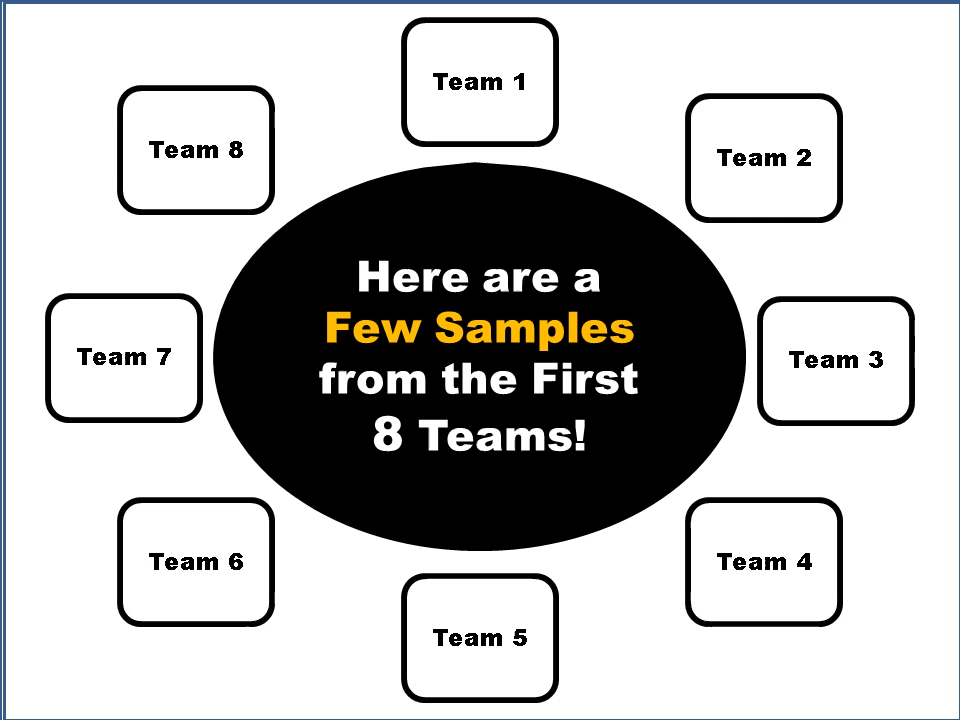 Team 1
Team 8
Team 2
Here are a
Few Samples
from the First
8 Teams!
Team 7
Team 3
Team 6
Team 4
Team 5